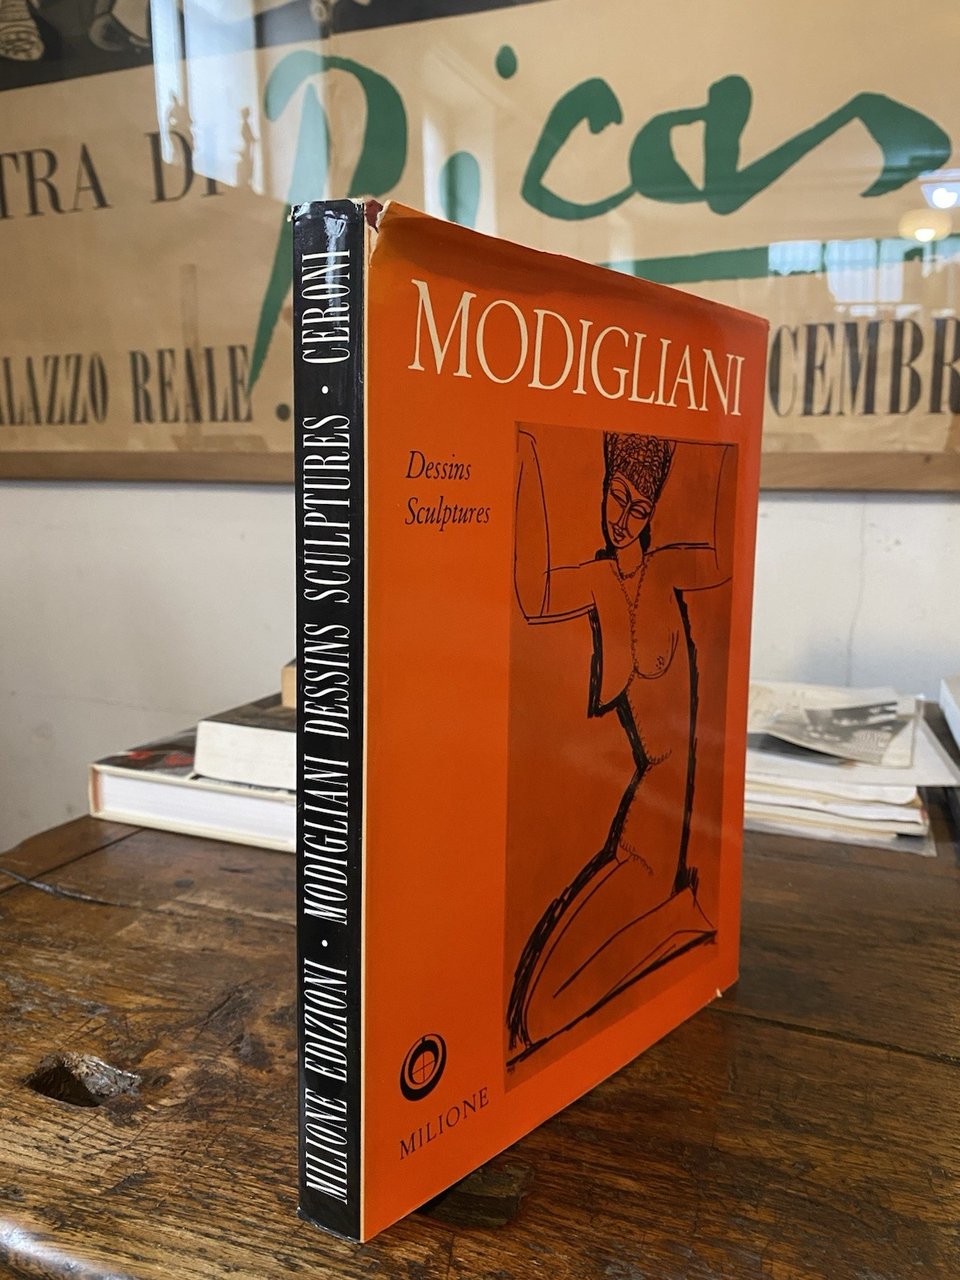 TRA DI Picas
ALAZZO REALE . CEMBR
MILIONE EDIZIONI · MODIGLIANI DESSINS SCULPTURES · CERONI
MODIGLIANI
Dessins
Sculptures
MILIONE